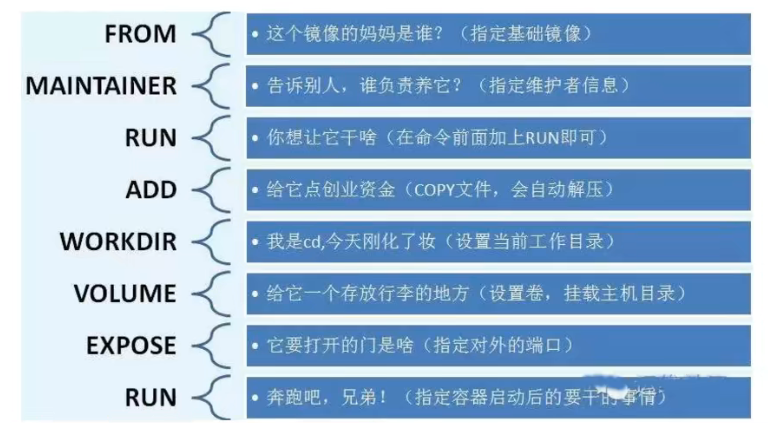 FROM
• 这个镜像的妈妈是谁？（指定基础镜像）
MAINTAINER
• 告诉别人，谁负责养它？（指定维护者信息）
RUN
• 你想让它干啥（在命令前面加上RUN即可）
ADD
• 给它点创业资金（COPY文件，会自动解压）
WORKDIR
• 我是cd,今天刚化了妆（设置当前工作目录）
VOLUME
• 给它一个存放行李的地方（设置卷，挂载主机目录）
EXPOSE
• 它要打开的门是啥（指定对外的端口）
RUN
• 奔跑吧，兄弟！（指定容器启动后的要干的事情）